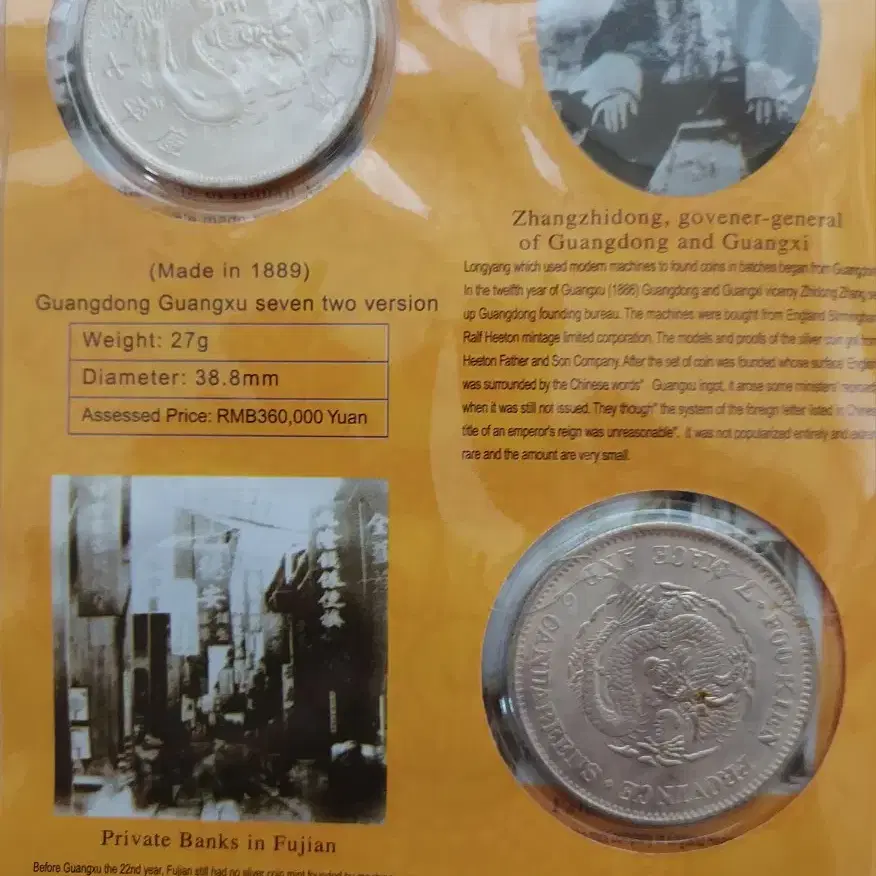 (Made in 1889)
Guangdong Guangxu seven two version
Weight: 27g
Diameter: 38.8mm
Assessed Price: RMB360,000 Yuan
Zhangzhidong, govener-general
of Guangdong and Guangxi
Longyang which used modern machines to found coins in batches began from
In the twelfth year of Guangxu (1886) Guangdong and Guangxi viceroy Zhidong Zhang
up Guangdong founding bureau. The machines were bought from England
Ralf Heeton mintage limited corporation. The models and proofs of the silver coin
Heeton Father and Son Company. After the set of coin was founded whose surface
was surrounded by the Chinese words" Guangxu ingot, it arose some ministers'
when it was still not issued. They though" the system of the foreign letter listed in
title of an emperor's reign was unreasonable". it was not popularized entirely and
rare and the amount are very small.
Private Banks in Fujian
Before Guangxu the 22nd year, Fujian still had no silver coin mint founded
FOO-KIEN PROVINCE
7 MACE AND